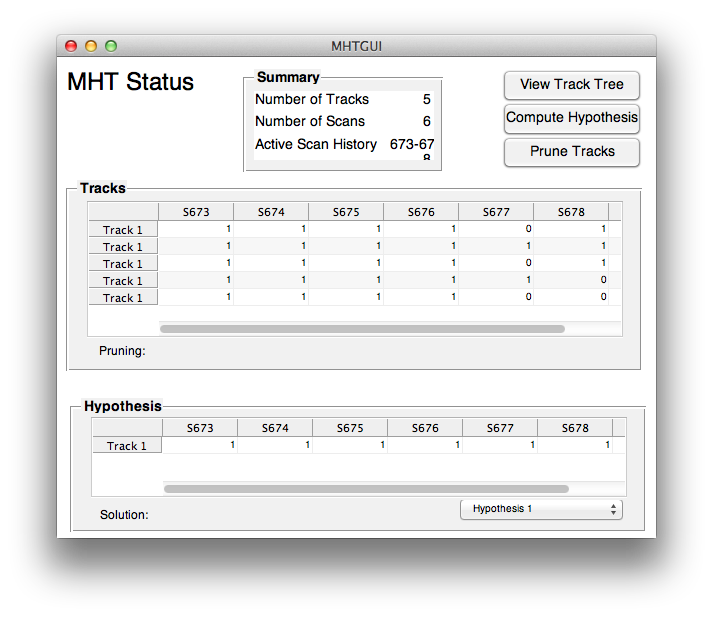 MHTGUI
MHT Status
Summary
Number of Tracks 5
Number of Scans 6
Active Scan History 673-67
8
View Track Tree
Compute Hypothesis
Prune Tracks
Tracks
S673 S674 S675 S676 S677 S678
Track 1 1 1 1 1 0 1
Track 1 1 1 1 1 1 1
Track 1 1 1 1 1 0 1
Track 1 1 1 1 1 1 0
Track 1 1 1 1 1 0 0
Pruning:
Hypothesis
S673 S674 S675 S676 S677 S678
Track 1 1 1 1 1 1 1
Solution:
Hypothesis 1